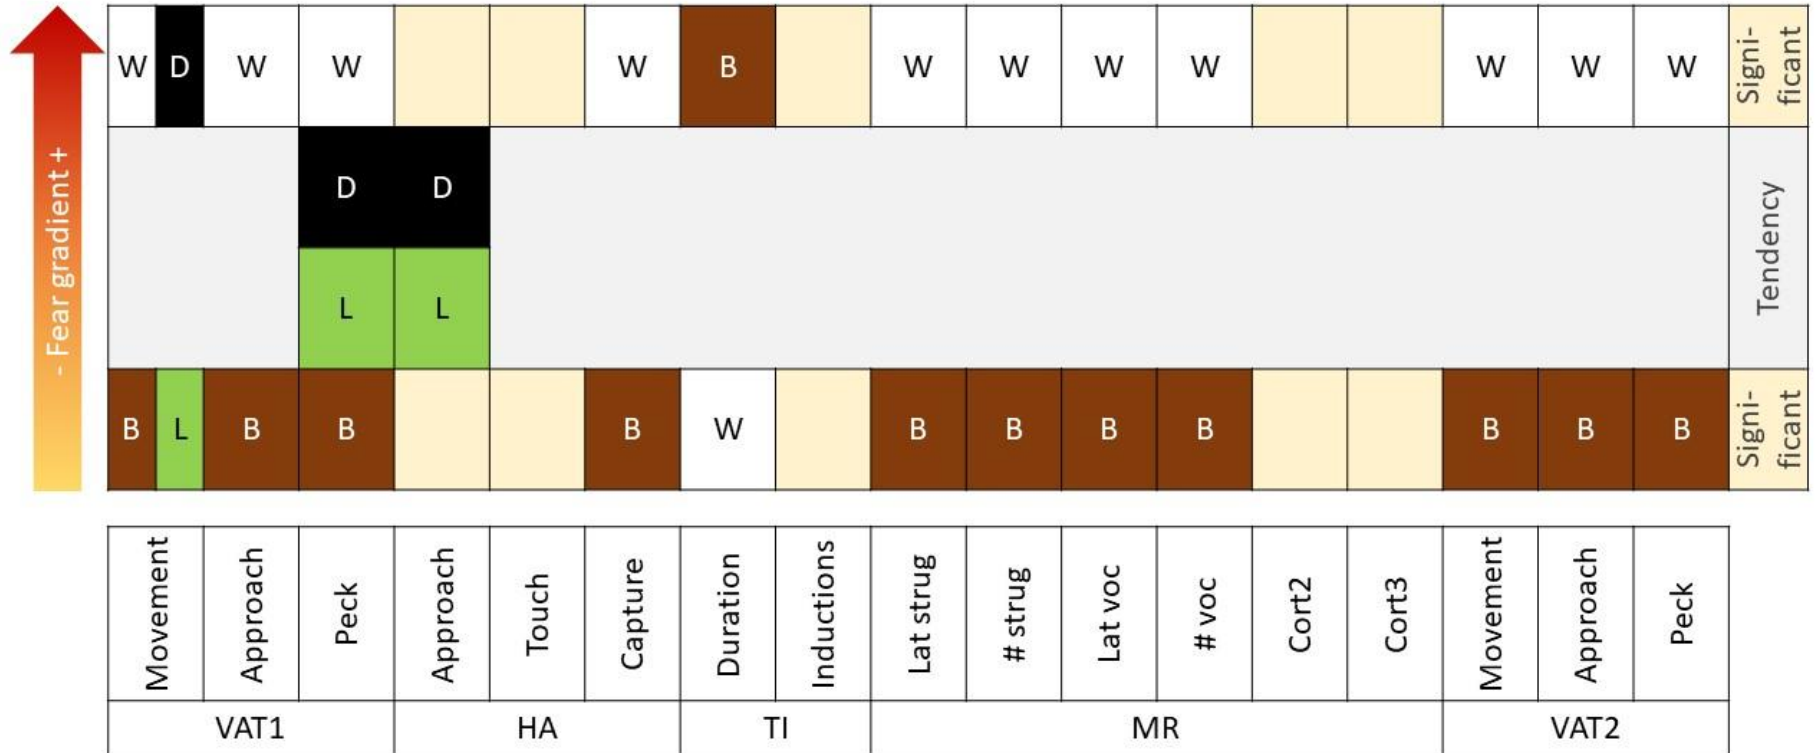 - Fear gradient +
W D W W W B W W W W W W W
Signi-
ficant
D D
Tendency
L L
B L B B B W B B B B B B B
Signi-
ficant
Movement Approach Peck Approach Touch Capture Duration Inductions Lat strug # strug Lat voc # voc Cort2 Cort3 Movement Approach Peck
VAT1 HA TI MR VAT2